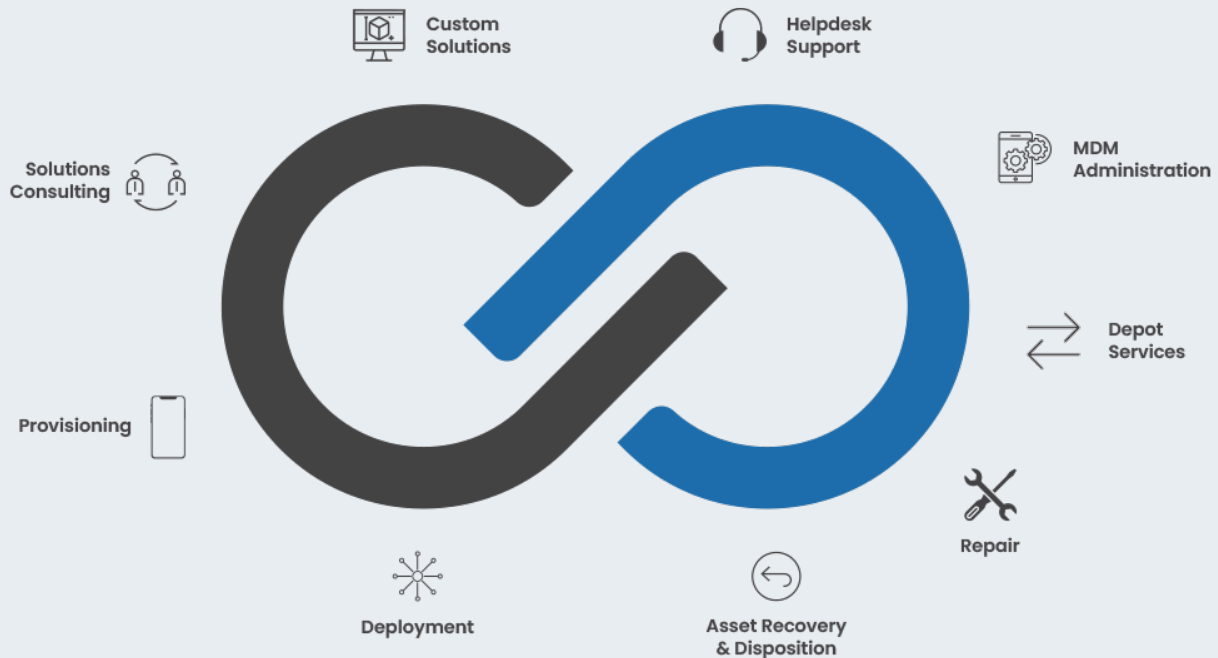 Custom
Solutions
Helpdesk
Support
Solutions
Consulting
MDM
Administration
Depot
Services
Provisioning
Repair
Deployment
Asset Recovery
& Disposition